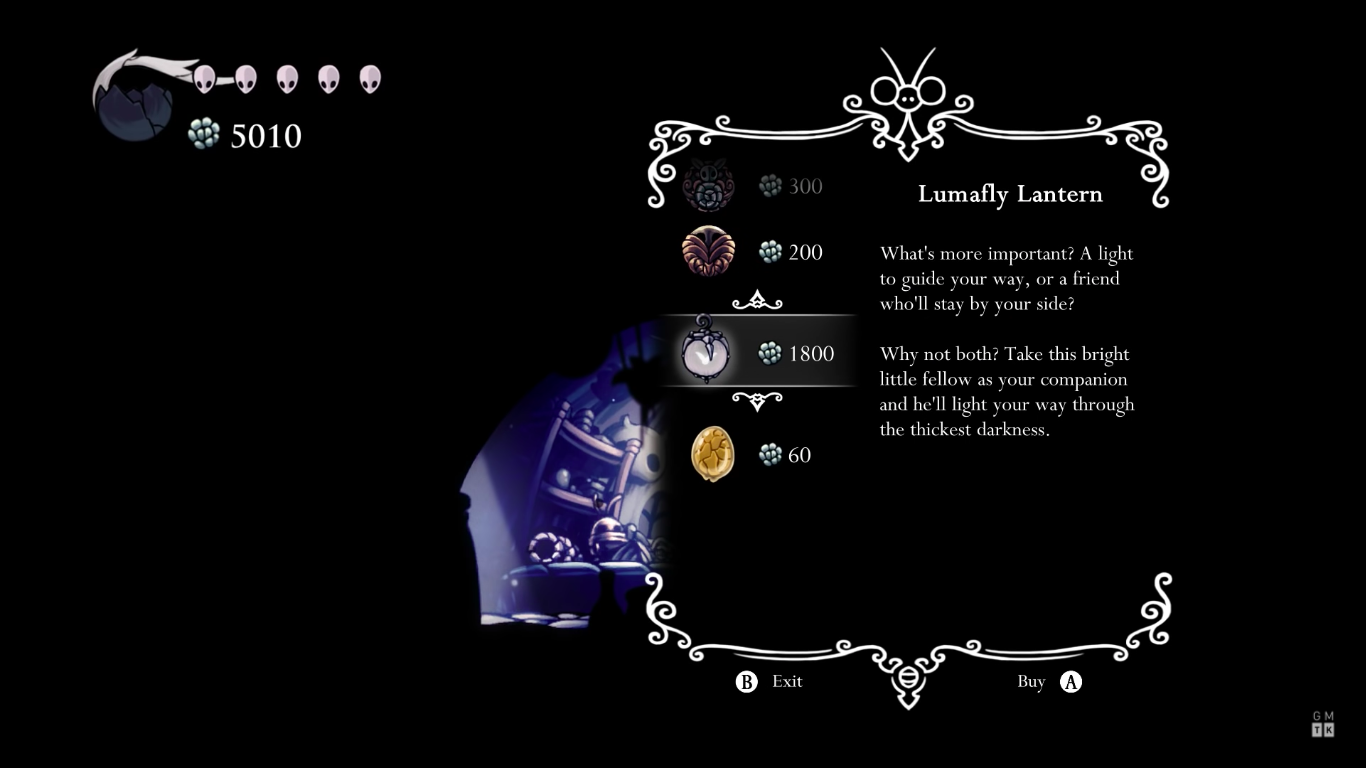 5010
300
200
1800
60
Lumafly Lantern
What's more important? A light
to guide your way, or a friend
who'll stay by your side?
Why not both? Take this bright
little fellow as your companion
and he'll light your way through
the thickest darkness.
B Exit
Buy A
GM
TK